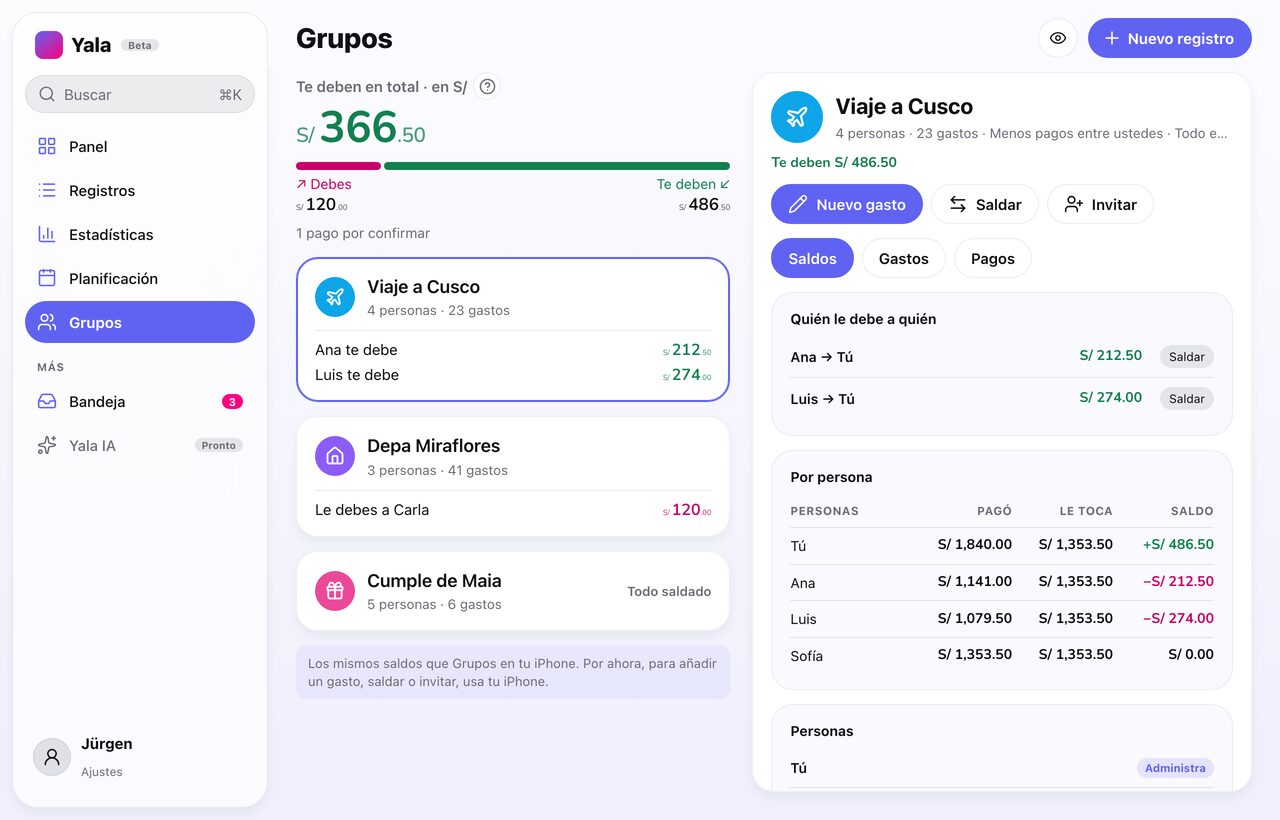 Yala Beta
Buscar ⌘K
Panel
Registros
Estadísticas
Planificación
Grupos
MÁS
Bandeja 3
Yala IA Pronto
Jürgen
Ajustes
Grupos
Nuevo registro
Te deben en total · en S/
S/ 366.50
↗ Debes Te deben ↙
S/ 120.00 S/ 486.50
1 pago por confirmar
Viaje a Cusco
4 personas · 23 gastos
Ana te debe S/ 212.50
Luis te debe S/ 274.00
Depa Miraflores
3 personas · 41 gastos
Le debes a Carla S/ 120.00
Cumple de Maia
5 personas · 6 gastos
Todo saldado
Los mismos saldos que Grupos en tu iPhone. Por ahora, para añadir
un gasto, saldar o invitar, usa tu iPhone.
Viaje a Cusco
4 personas · 23 gastos · Menos pagos entre ustedes · Todo e...
Te deben S/ 486.50
Nuevo gasto Saldar Invitar
Saldos Gastos Pagos
Quién le debe a quién
Ana → Tú S/ 212.50 Saldar
Luis → Tú S/ 274.00 Saldar
Por persona
PERSONAS PAGÓ LE TOCA SALDO
Tú S/ 1,840.00 S/ 1,353.50 +S/ 486.50
Ana S/ 1,141.00 S/ 1,353.50 −S/ 212.50
Luis S/ 1,079.50 S/ 1,353.50 −S/ 274.00
Sofía S/ 1,353.50 S/ 1,353.50 S/ 0.00
Personas
Tú Administra